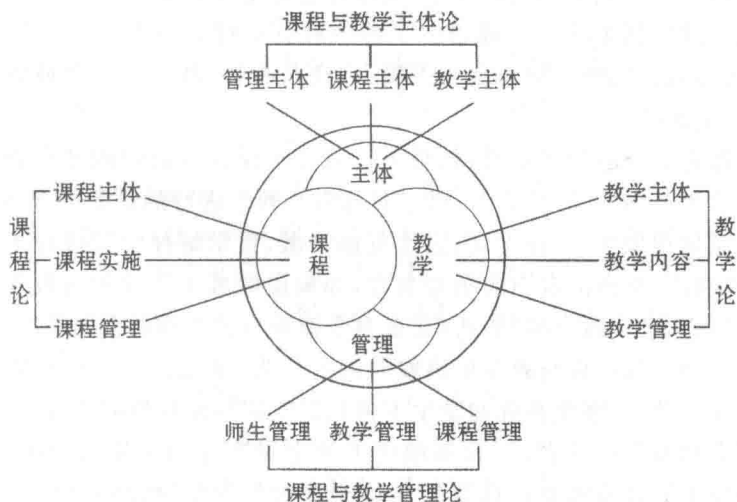 课程与教学主体论
管理主体 课程主体 教学主体
主体
课程主体 教学主体
课程论 课程实施 课程 教学 教学内容 教学论
课程管理 教学管理
管理
师生管理 教学管理 课程管理
课程与教学管理论